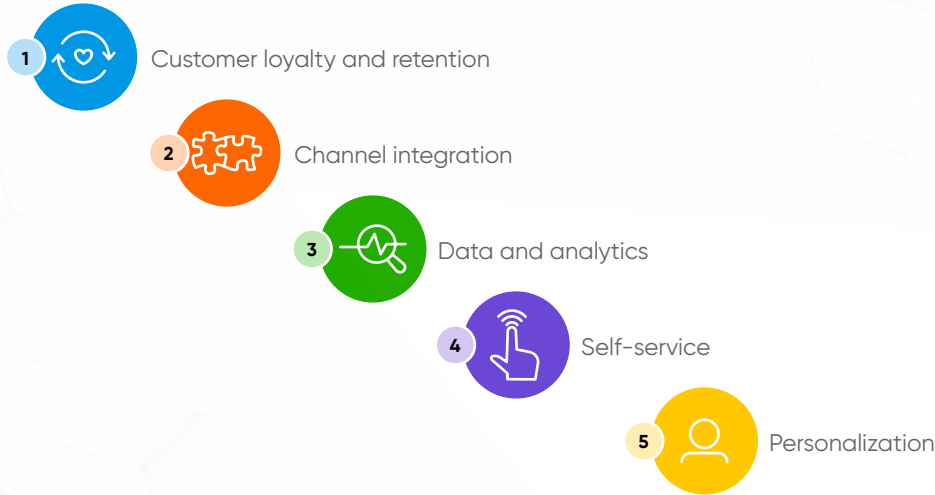 1 Customer loyalty and retention
2 Channel integration
3 Data and analytics
4 Self-service
5 Personalization